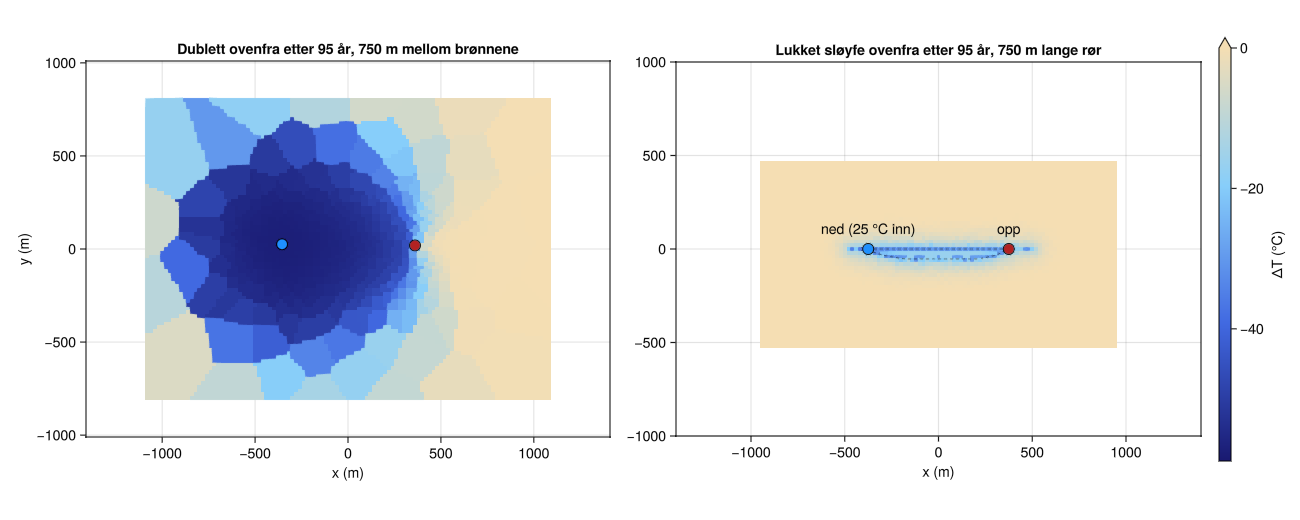 Dublett ovenfra etter 95 år, 750 m mellom brønnene
1000
500
0
−500
−1000
−1000
−500
0
500
1000
y (m)
x (m)
Lukket sløyfe ovenfra etter 95 år, 750 m lange rør
1000
500
0
−500
−1000
ned (25 °C inn)
opp
−1000
−500
0
500
1000
x (m)
0
−20
−40
ΔT (°C)